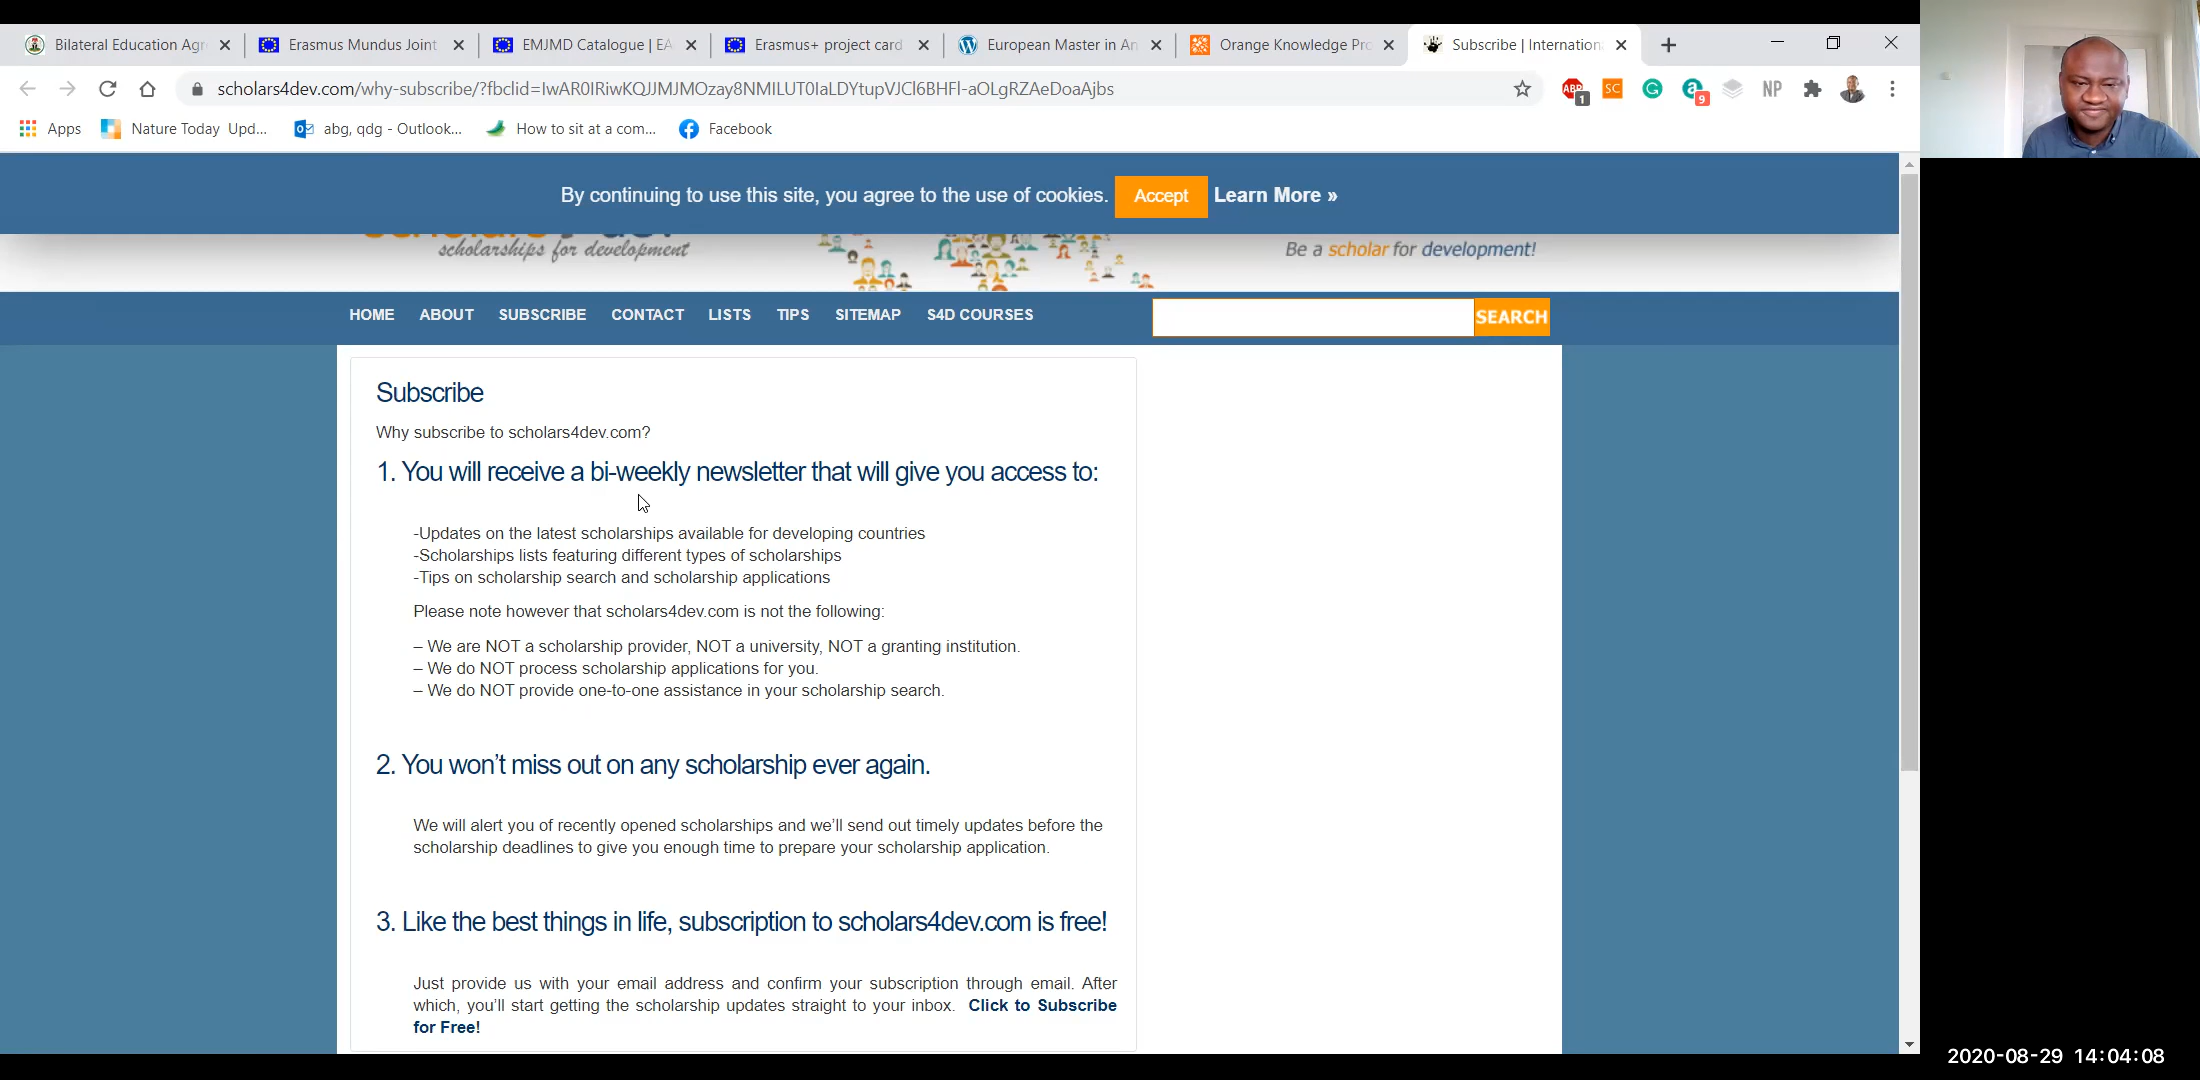 Bilateral Education Agr
Erasmus Mundus Joint
EMJMD Catalogue | EA
Erasmus+ project card
European Master in An
Orange Knowledge Pro
Subscribe | Internation
scholars4dev.com/why-subscribe/?fbclid=IwAR0IRiwKQJJMJMOzay8NMILUT0IaLDYtupVJCl6BHFl-aOLgRZAeDoaAjbs
ABP
1
SC
9
NP
Apps
Nature Today Upd...
abg, qdg - Outlook...
How to sit at a com...
Facebook
By continuing to use this site, you agree to the use of cookies.
Accept
Learn More »
scholarships for development
Be a scholar for development!
HOME
ABOUT
SUBSCRIBE
CONTACT
LISTS
TIPS
SITEMAP
S4D COURSES
SEARCH
Subscribe
Why subscribe to scholars4dev.com?
1. You will receive a bi-weekly newsletter that will give you access to:
-Updates on the latest scholarships available for developing countries
-Scholarships lists featuring different types of scholarships
-Tips on scholarship search and scholarship applications
Please note however that scholars4dev.com is not the following:
– We are NOT a scholarship provider, NOT a university, NOT a granting institution.
– We do NOT process scholarship applications for you.
– We do NOT provide one-to-one assistance in your scholarship search.
2. You won’t miss out on any scholarship ever again.
We will alert you of recently opened scholarships and we’ll send out timely updates before the
scholarship deadlines to give you enough time to prepare your scholarship application.
3. Like the best things in life, subscription to scholars4dev.com is free!
Just provide us with your email address and confirm your subscription through email. After
which, you’ll start getting the scholarship updates straight to your inbox. Click to Subscribe
for Free!
2020-08-29 14:04:08